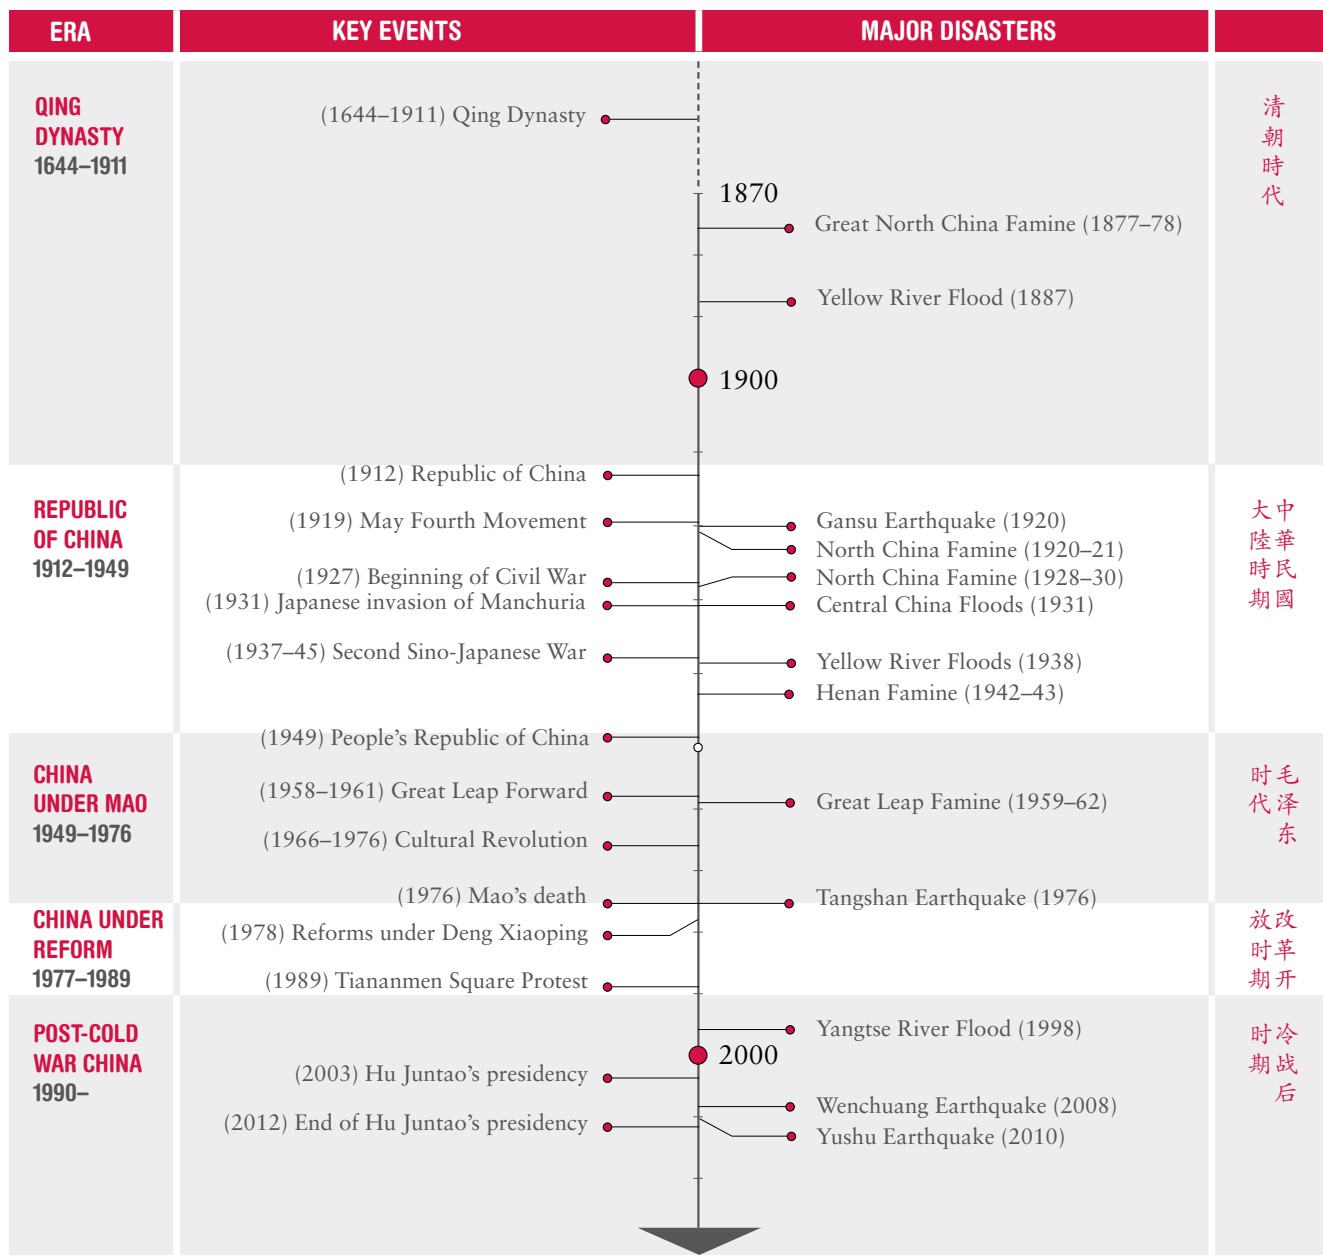 ERA
KEY EVENTS
MAJOR DISASTERS
QING
DYNASTY
1644–1911
(1644–1911) Qing Dynasty
1870
Great North China Famine (1877–78)
Yellow River Flood (1887)
1900
清朝時代
REPUBLIC
OF CHINA
1912–1949
(1912) Republic of China
(1919) May Fourth Movement
(1927) Beginning of Civil War
(1931) Japanese invasion of Manchuria
(1937–45) Second Sino-Japanese War
Gansu Earthquake (1920)
North China Famine (1920–21)
North China Famine (1928–30)
Central China Floods (1931)
Yellow River Floods (1938)
Henan Famine (1942–43)
中華民國
大陸時期
CHINA
UNDER MAO
1949–1976
(1949) People’s Republic of China
(1958–1961) Great Leap Forward
(1966–1976) Cultural Revolution
(1976) Mao’s death
Great Leap Famine (1959–62)
Tangshan Earthquake (1976)
毛泽东
时代
CHINA UNDER
REFORM
1977–1989
(1978) Reforms under Deng Xiaoping
(1989) Tiananmen Square Protest
改革开
放时期
POST-COLD
WAR CHINA
1990–
Yangtse River Flood (1998)
2000
(2003) Hu Juntao’s presidency
(2012) End of Hu Juntao’s presidency
Wenchuang Earthquake (2008)
Yushu Earthquake (2010)
冷战后
时期